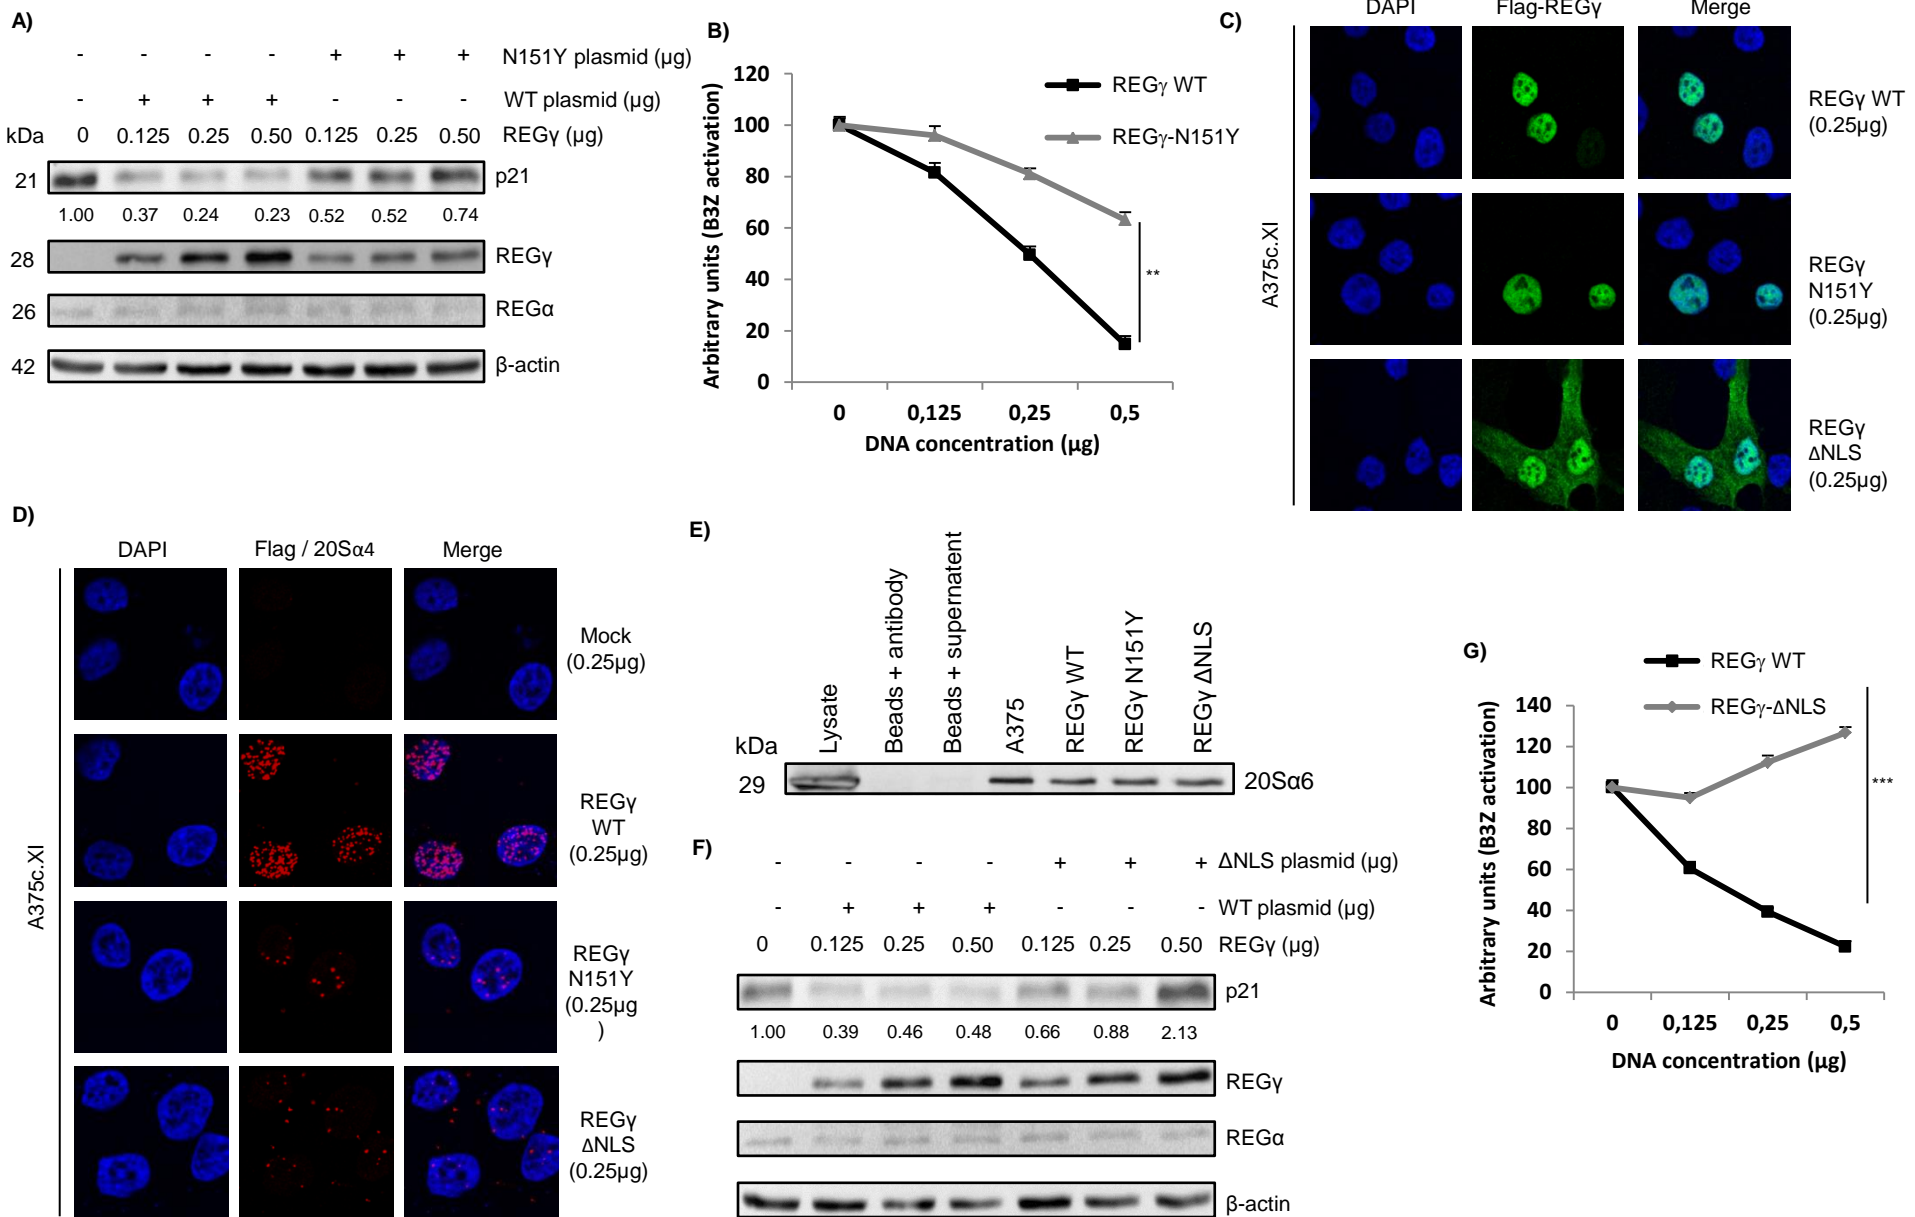 A)
- - - - + + + N151Y plasmid (µg)
- + + + - - - WT plasmid (µg)
kDa 0 0.125 0.25 0.50 0.125 0.25 0.50 REGγ (µg)
21 p21
1.00 0.37 0.24 0.23 0.52 0.52 0.74
28 REGγ
26 REGα
42 β-actin
B)
120
100
80
60
40
20
0
Arbitrary units (B3Z activation)
REGγ WT
REGγ-N151Y
**
0 0,125 0,25 0,5
DNA concentration (µg)
C)
DAPI Flag-REGγ Merge
A375c.XI
REGγ WT
(0.25µg)
REGγ
N151Y
(0.25µg)
REGγ
ΔNLS
(0.25µg)
D)
DAPI Flag / 20Sα4 Merge
A375c.XI
Mock
(0.25µg)
REGγ
WT
(0.25µg)
REGγ
N151Y
(0.25µg
)
REGγ
ΔNLS
(0.25µg)
E)
Lysate
Beads + antibody
Beads + supernatent
A375
REGγ WT
REGγ N151Y
REGγ ΔNLS
kDa
29 20Sα6
F)
- - - - + + + ΔNLS plasmid (µg)
- + + + - - - WT plasmid (µg)
0 0.125 0.25 0.50 0.125 0.25 0.50 REGγ (µg)
p21
1.00 0.39 0.46 0.48 0.66 0.88 2.13
REGγ
REGα
β-actin
G)
REGγ WT
REGγ-ΔNLS
140
120
100
80
60
40
20
0
Arbitrary units (B3Z activation)
***
0 0,125 0,25 0,5
DNA concentration (µg)